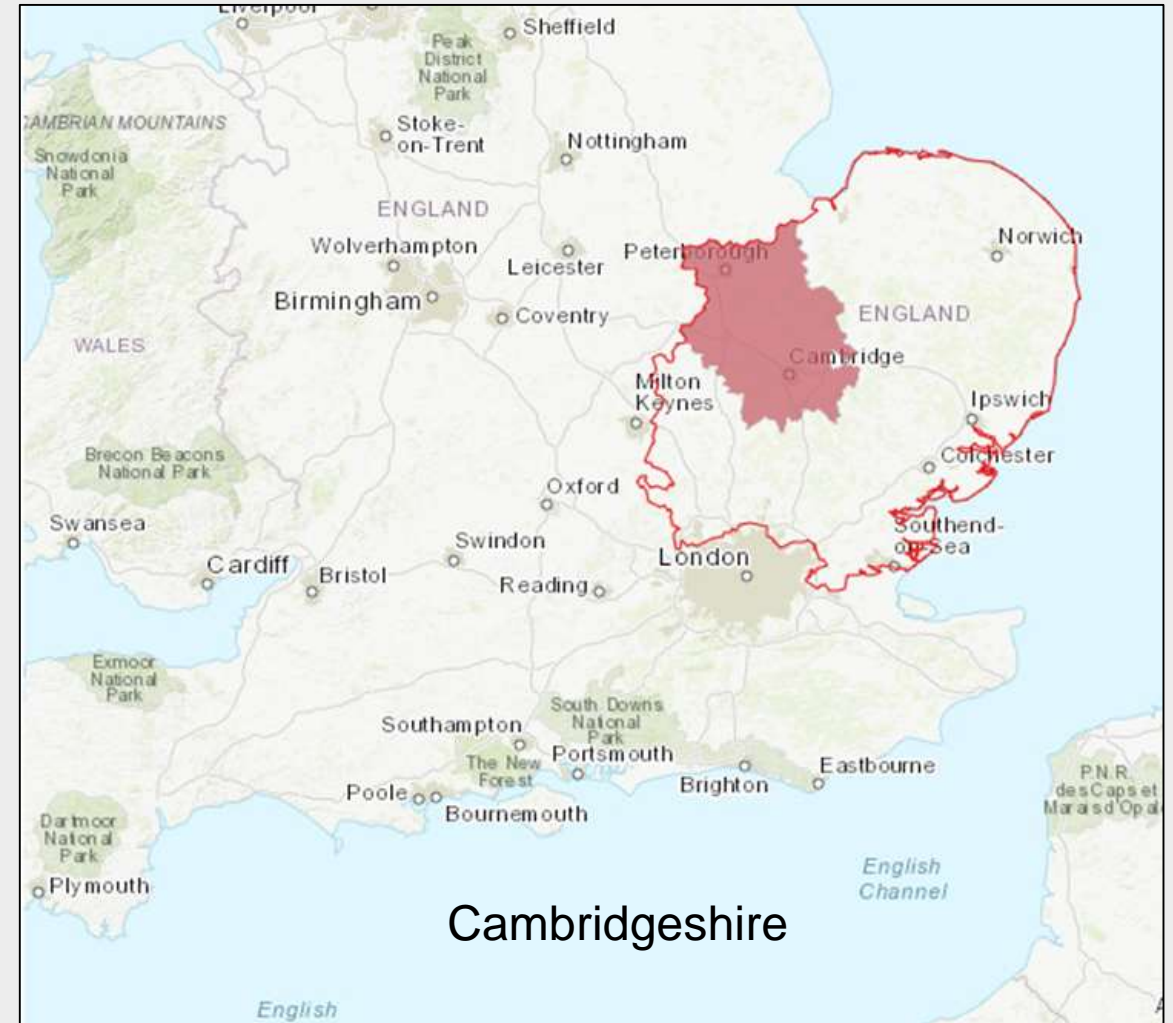 Liverpool
Sheffield
Peak
District
National
Park
CAMBRIAN MOUNTAINS
Stoke-
on-Trent
Nottingham
Snowdonia
National
Park
ENGLAND
Wolverhampton
Leicester
Peterborough
Norwich
Birmingham
Coventry
ENGLAND
WALES
Cambridge
Milton
Keynes
Ipswich
Brecon Beacons
National Park
Colchester
Oxford
Swansea
Southend-
on-Sea
Swindon
London
Cardiff
Bristol
Reading
Exmoor
National
Park
South Downs
National
Park
Southampton
Portsmouth
The New
Forest
Eastbourne
Brighton
P.N.R.
des Caps et
Marais d'Opal
Poole
Bournemouth
Dartmoor
National
Park
Plymouth
English
Channel
Cambridgeshire
English